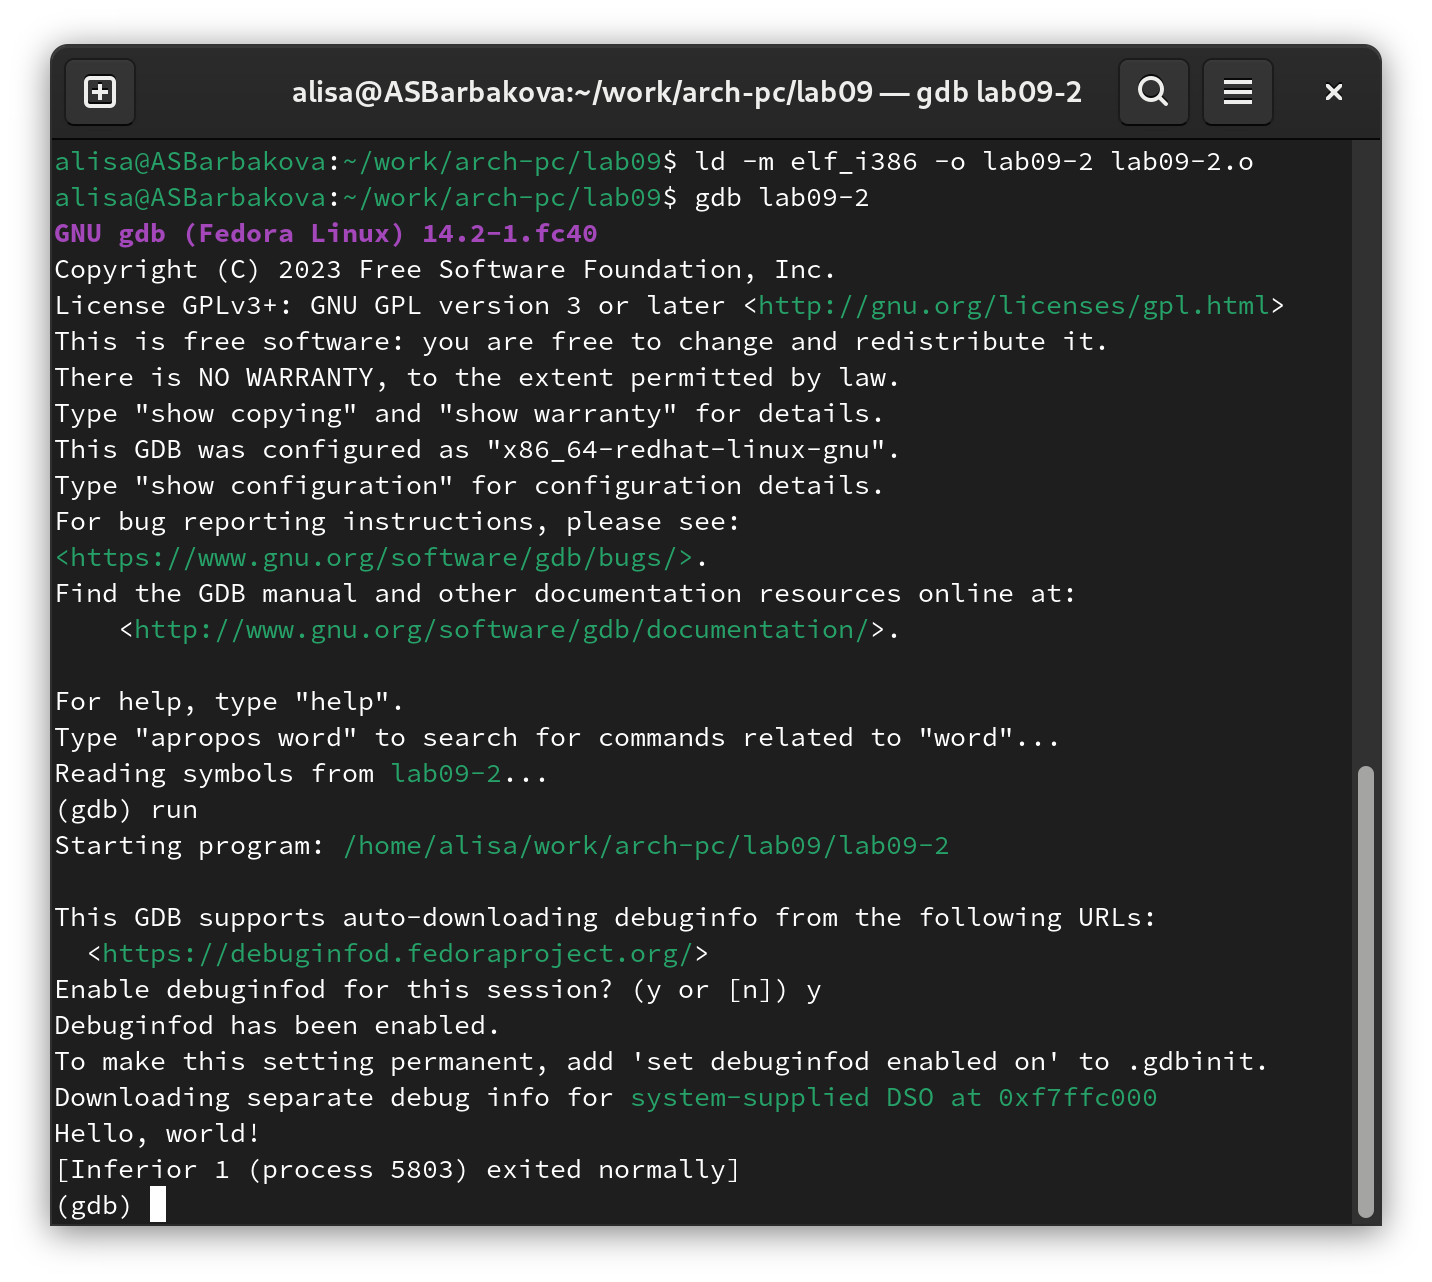 alisa@ASBarbakova:~/work/arch-pc/lab09 — gdb lab09-2
alisa@ASBarbakova:~/work/arch-pc/lab09$ ld -m elf_i386 -o lab09-2 lab09-2.o
alisa@ASBarbakova:~/work/arch-pc/lab09$ gdb lab09-2
GNU gdb (Fedora Linux) 14.2-1.fc40
Copyright (C) 2023 Free Software Foundation, Inc.
License GPLv3+: GNU GPL version 3 or later <http://gnu.org/licenses/gpl.html>
This is free software: you are free to change and redistribute it.
There is NO WARRANTY, to the extent permitted by law.
Type "show copying" and "show warranty" for details.
This GDB was configured as "x86_64-redhat-linux-gnu".
Type "show configuration" for configuration details.
For bug reporting instructions, please see:
<https://www.gnu.org/software/gdb/bugs/>.
Find the GDB manual and other documentation resources online at:
    <http://www.gnu.org/software/gdb/documentation/>.

For help, type "help".
Type "apropos word" to search for commands related to "word"...
Reading symbols from lab09-2...
(gdb) run
Starting program: /home/alisa/work/arch-pc/lab09/lab09-2

This GDB supports auto-downloading debuginfo from the following URLs:
  <https://debuginfod.fedoraproject.org/>
Enable debuginfod for this session? (y or [n]) y
Debuginfod has been enabled.
To make this setting permanent, add 'set debuginfod enabled on' to .gdbinit.
Downloading separate debug info for system-supplied DSO at 0xf7ffc000
Hello, world!
[Inferior 1 (process 5803) exited normally]
(gdb)